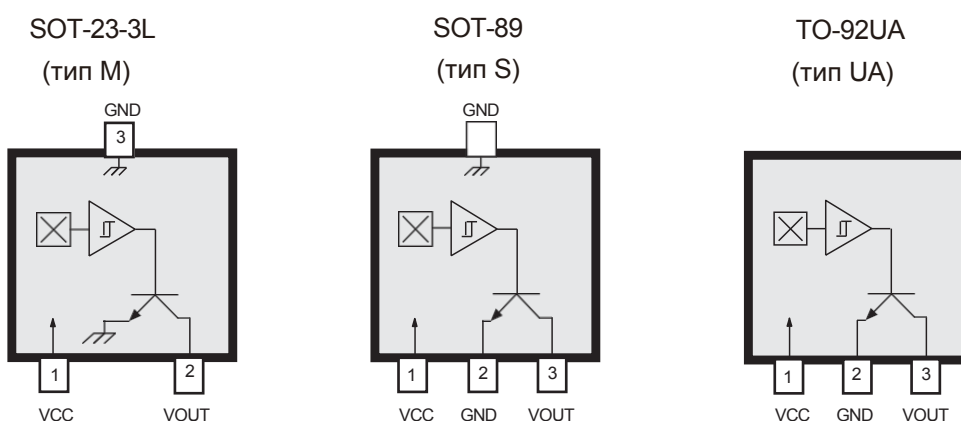 SOT-23-3L
(тип M)
GND
3
1
2
VCC
VOUT
SOT-89
(тип S)
GND
1
2
3
VCC
GND
VOUT
TO-92UA
(тип UA)
1
2
3
VCC
GND
VOUT